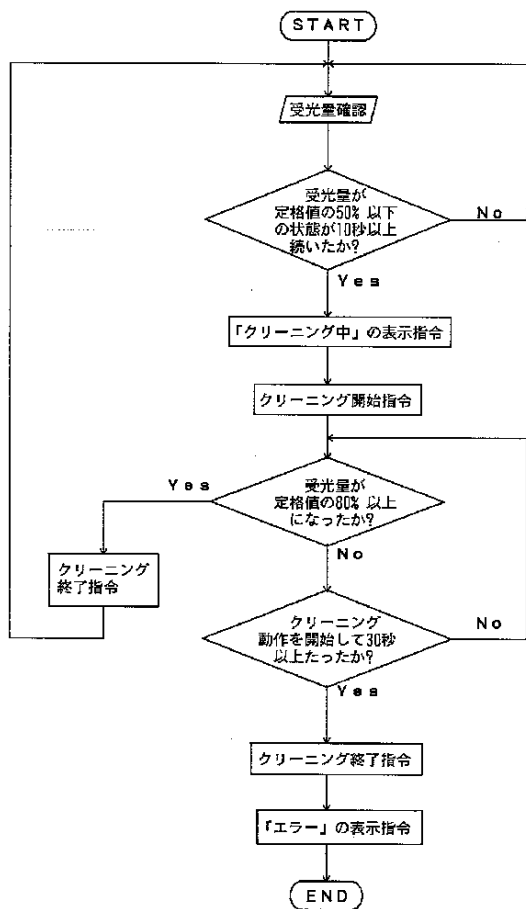 START
受光量確認
受光量が
定格値の50% 以下
の状態が10秒以上
続いたか?
No
Yes
「クリーニング中」の表示指令
クリーニング開始指令
Yes
受光量が
定格値の80% 以上
になったか?
No
クリーニング
終了指令
クリーニング
動作を開始して30秒
以上たったか?
No
Yes
クリーニング終了指令
「エラー」の表示指令
END